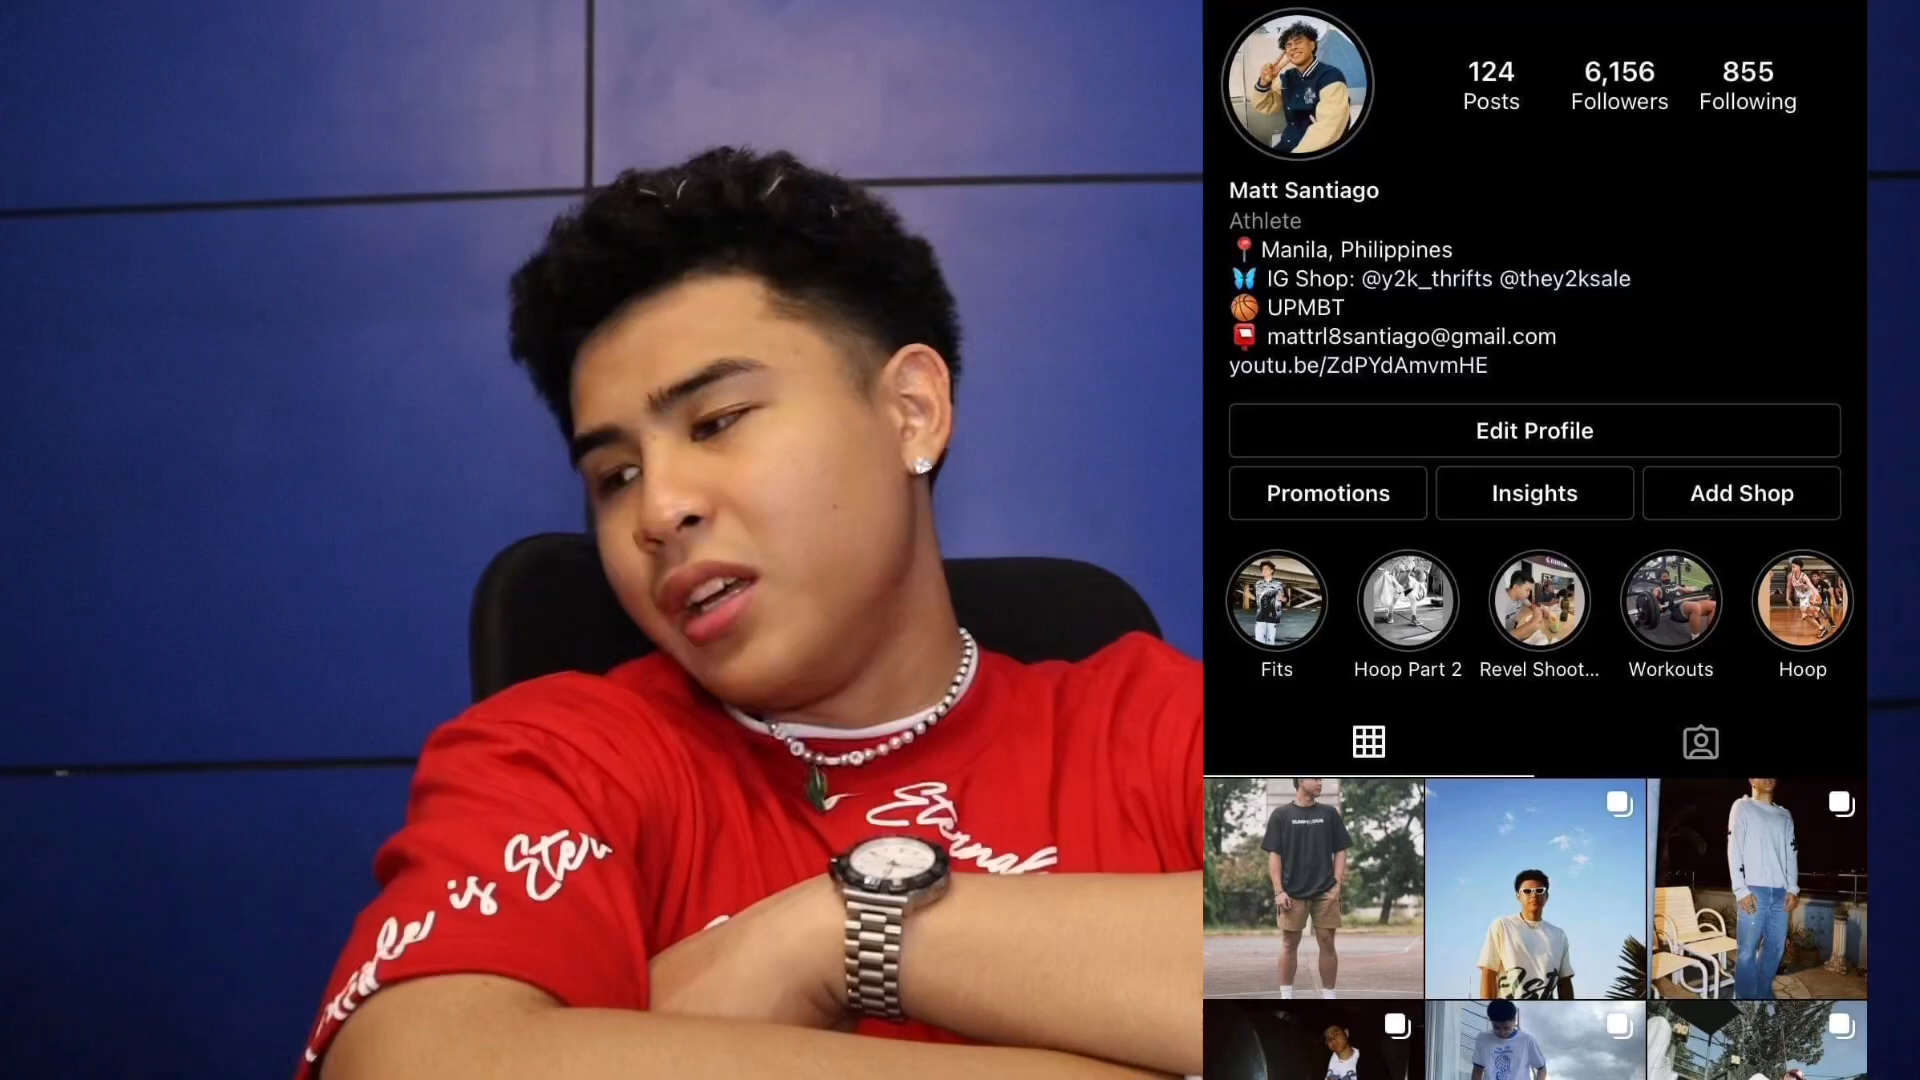 124
Posts
6,156
Followers
855
Following
Matt Santiago
Athlete
📍 Manila, Philippines
🦋 IG Shop: @y2k_thrifts @they2ksale
🏀 UPMBT
📮 mattrl8santiago@gmail.com
youtu.be/ZdPYdAmvmHE
Edit Profile
Promotions
Insights
Add Shop
Fits
Hoop Part 2
Revel Shoot...
Workouts
Hoop
is